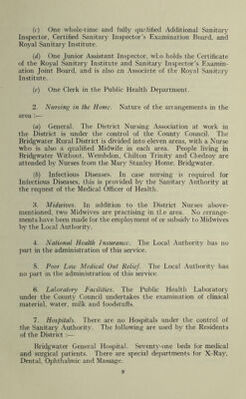 (c) One whole-time and fully qualified Additional Sanitary
Inspector, Certified Sanitary Inspector's Examination Board, and
Royal Sanitary Institute.
(d) One Junior Assistant Inspector, who holds the Certificate
of the Royal Sanitary Institute and Sanitary Inspector's Examin-
ation Joint Board, and is also an Associate of the Royal Sanitary
Institute.
(e) One Clerk in the Public Health Department.
2. Nursing in the Home. Nature of the arrangements in the
area :—
(a) General. The District Nursing Association at work in
the District is under the control of the County Council. The
Bridgwater Rural District is divided into eleven areas, with a Nurse
who is also a qualified Midwife in each area. People living in
Bridgwater Without, Wembdon, Chilton Trinity and Chedzoy are
attended by Nurses from the Mary Stanley Home, Bridgwater.
(b) Infectious Diseases. In case nursing is required for
Infectious Diseases, this is provided by the Sanitary Authority at
the request of the Medical Officer of Health.
3. Midwives. In addition to the District Nurses above-
mentioned, two Midwives are practising in the area. No arrange-
ments have been made for the employment of or subsidy to Midwives
by the Local Authority.
4. National Health Insurance. The Local Authority has no
part in the administration of this service.
5. Poor Law Medical Out Relief. The Local Authority has
no part in the administration of this service.
6. Laboratory Facilities. The Public Health Laboratory
under the County Council undertakes the examination of clinical
material, water, milk and foodstuffs.
7. Hospitals. There are no Hospitals under the control of
the Sanitary Authority. The following are used by the Residents
of the District :—
Bridgwater General Hospital. Seventy-one beds for medical
and surgical patients. There are special departments for X-Ray,
Dental, Ophthalmic and Massage.
9